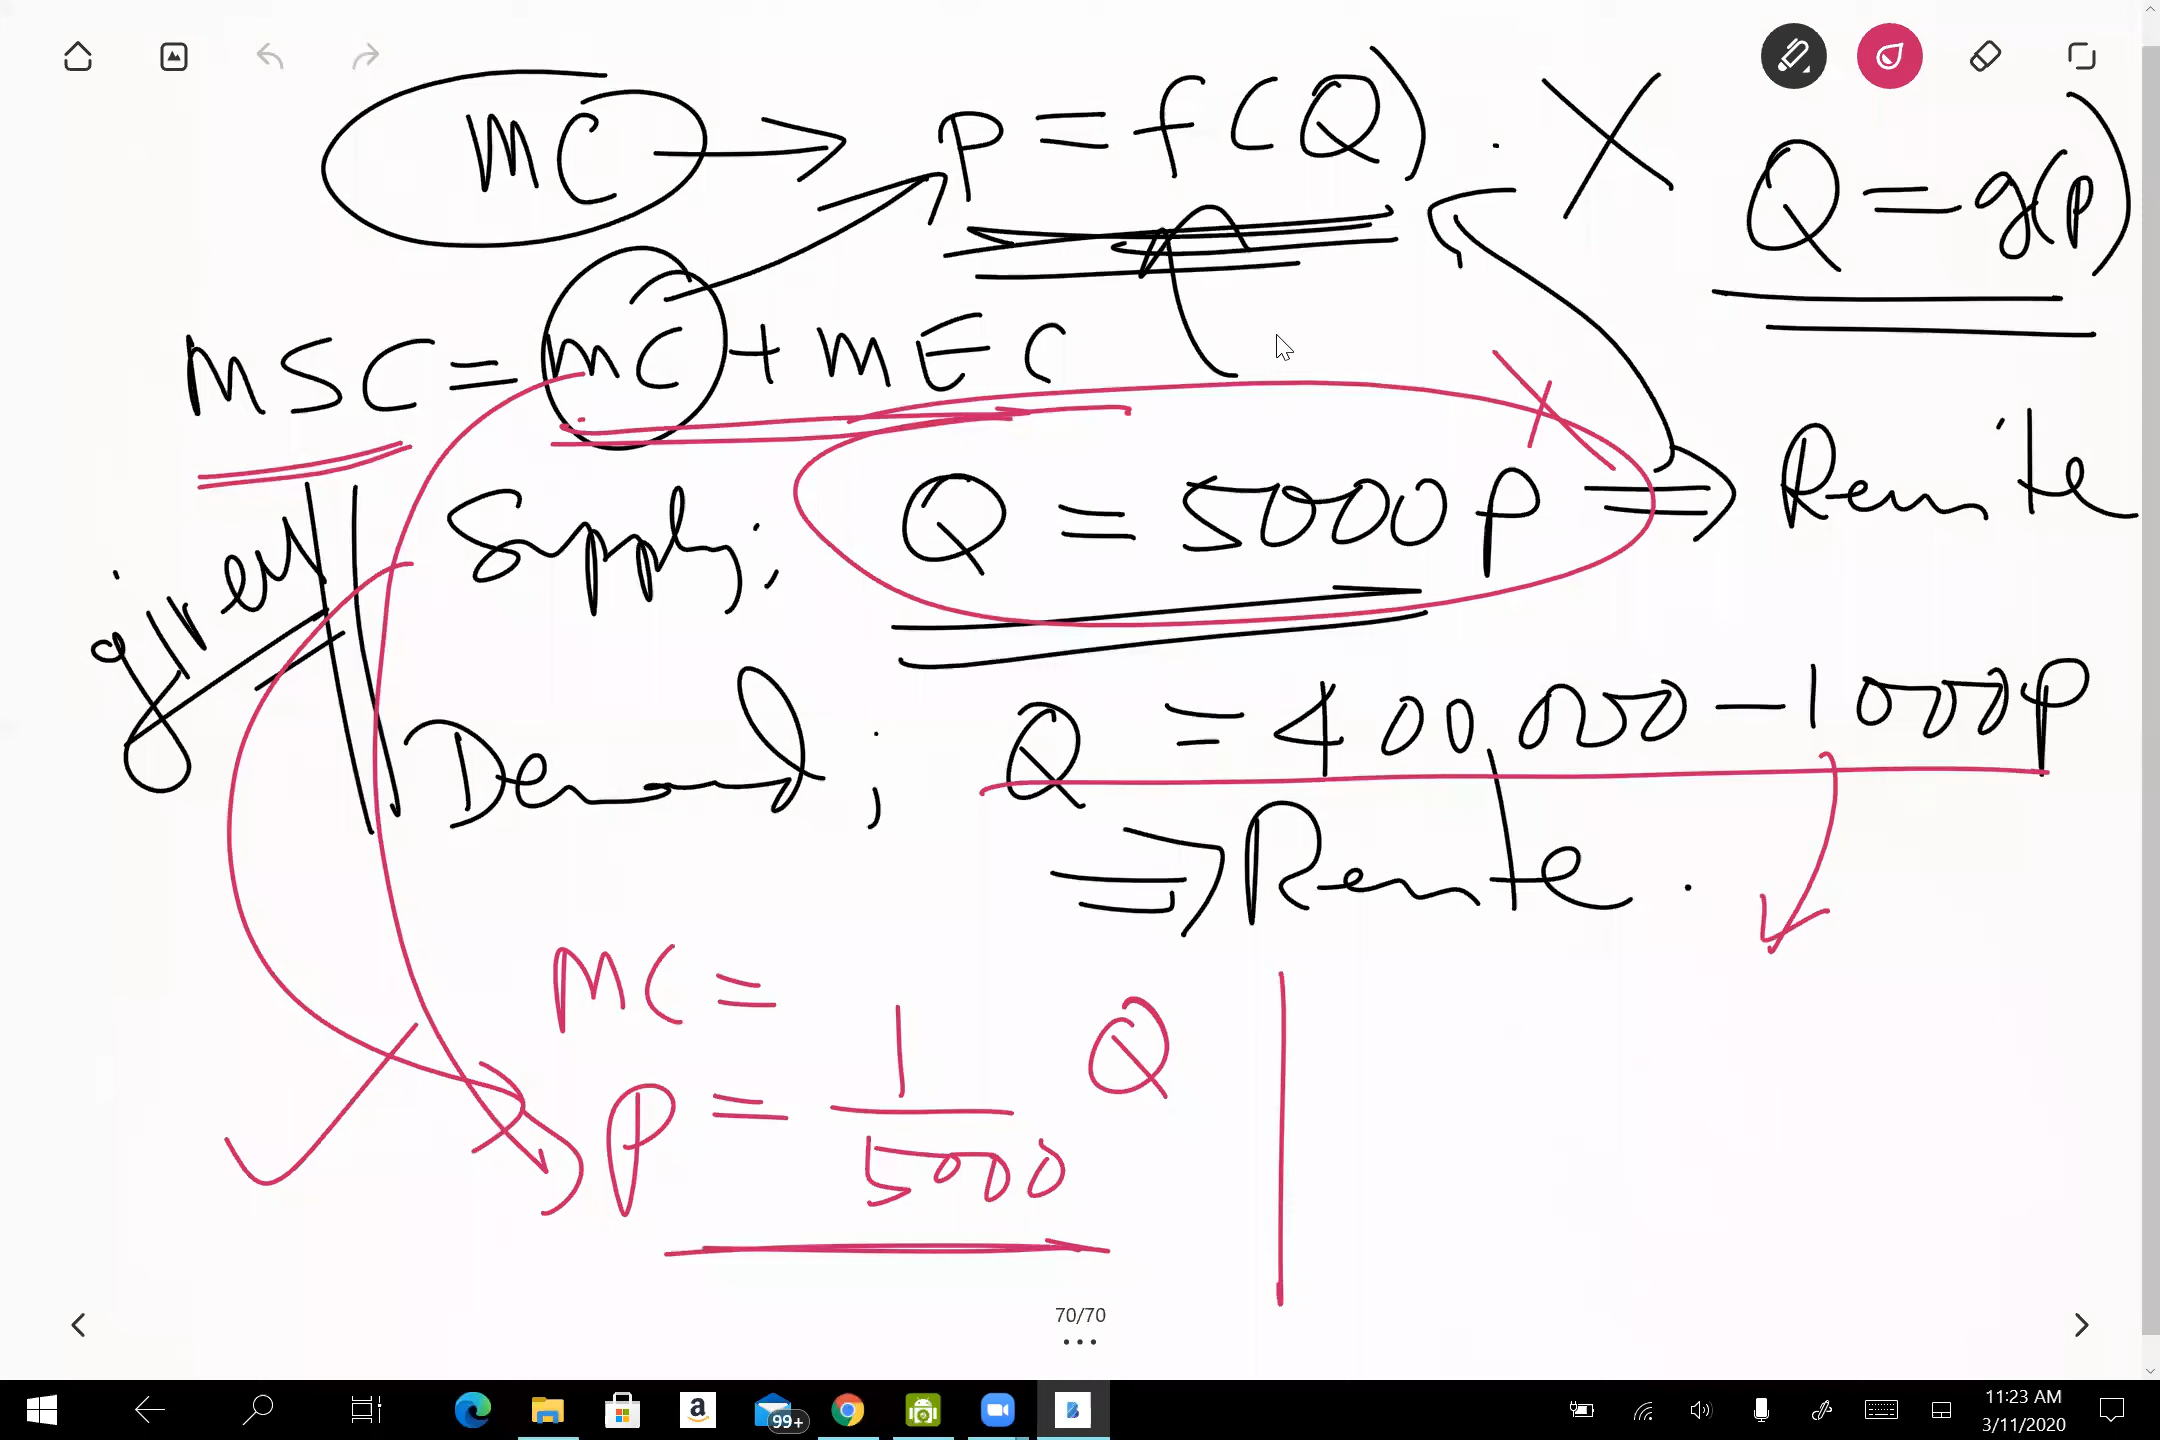 MC → P = f(Q). X Q = g(P)
MSC = MC + MEC
given
Supply; Q = 5000P ⇒ Rewrite
Demand; Q = 400,000 - 1000P
⇒ Rewrite.
MC =
P = 1/5000 Q
70/70
99+
11:23 AM
3/11/2020